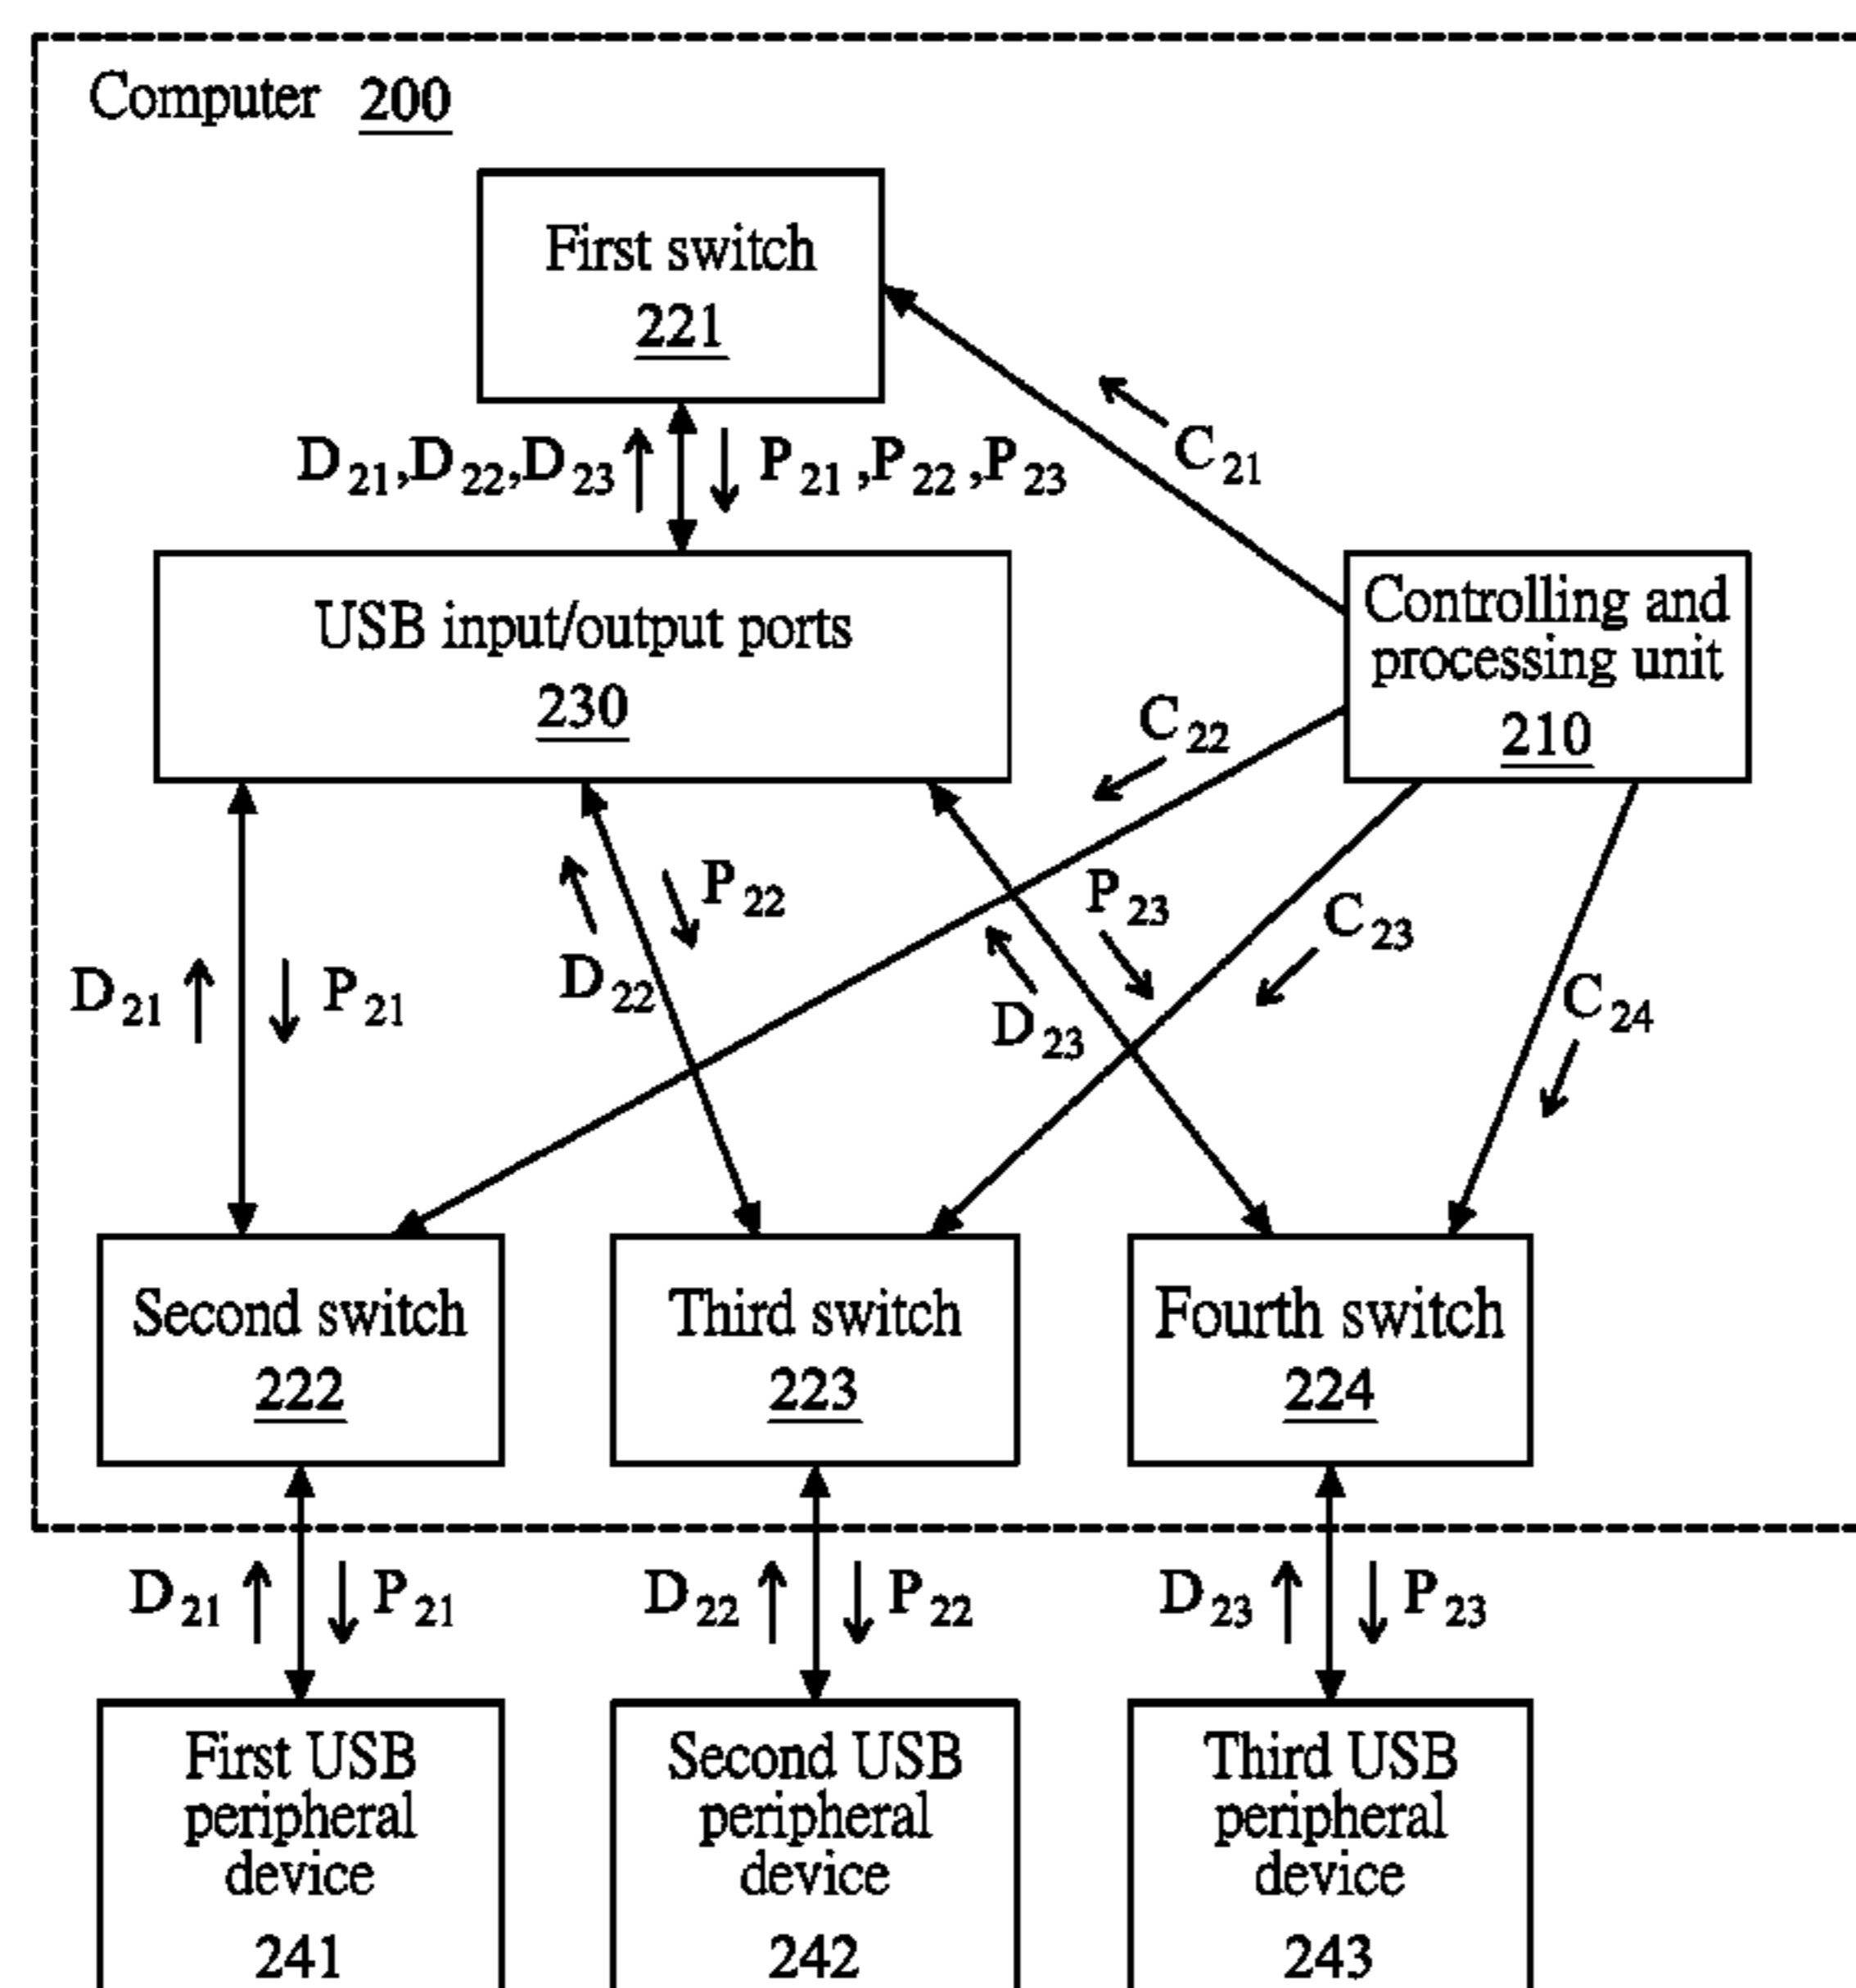 Computer 200
First switch
221
C21
D21,D22,D23 P21,P22,P23
USB input/output ports
230
Controlling and
processing unit
210
C22
P22
P23
C23
D22
D21 P21
D23
C24
Second switch
222
Third switch
223
Fourth switch
224
D21 P21
D22 P22
D23 P23
First USB
peripheral
device
241
Second USB
peripheral
device
242
Third USB
peripheral
device
243